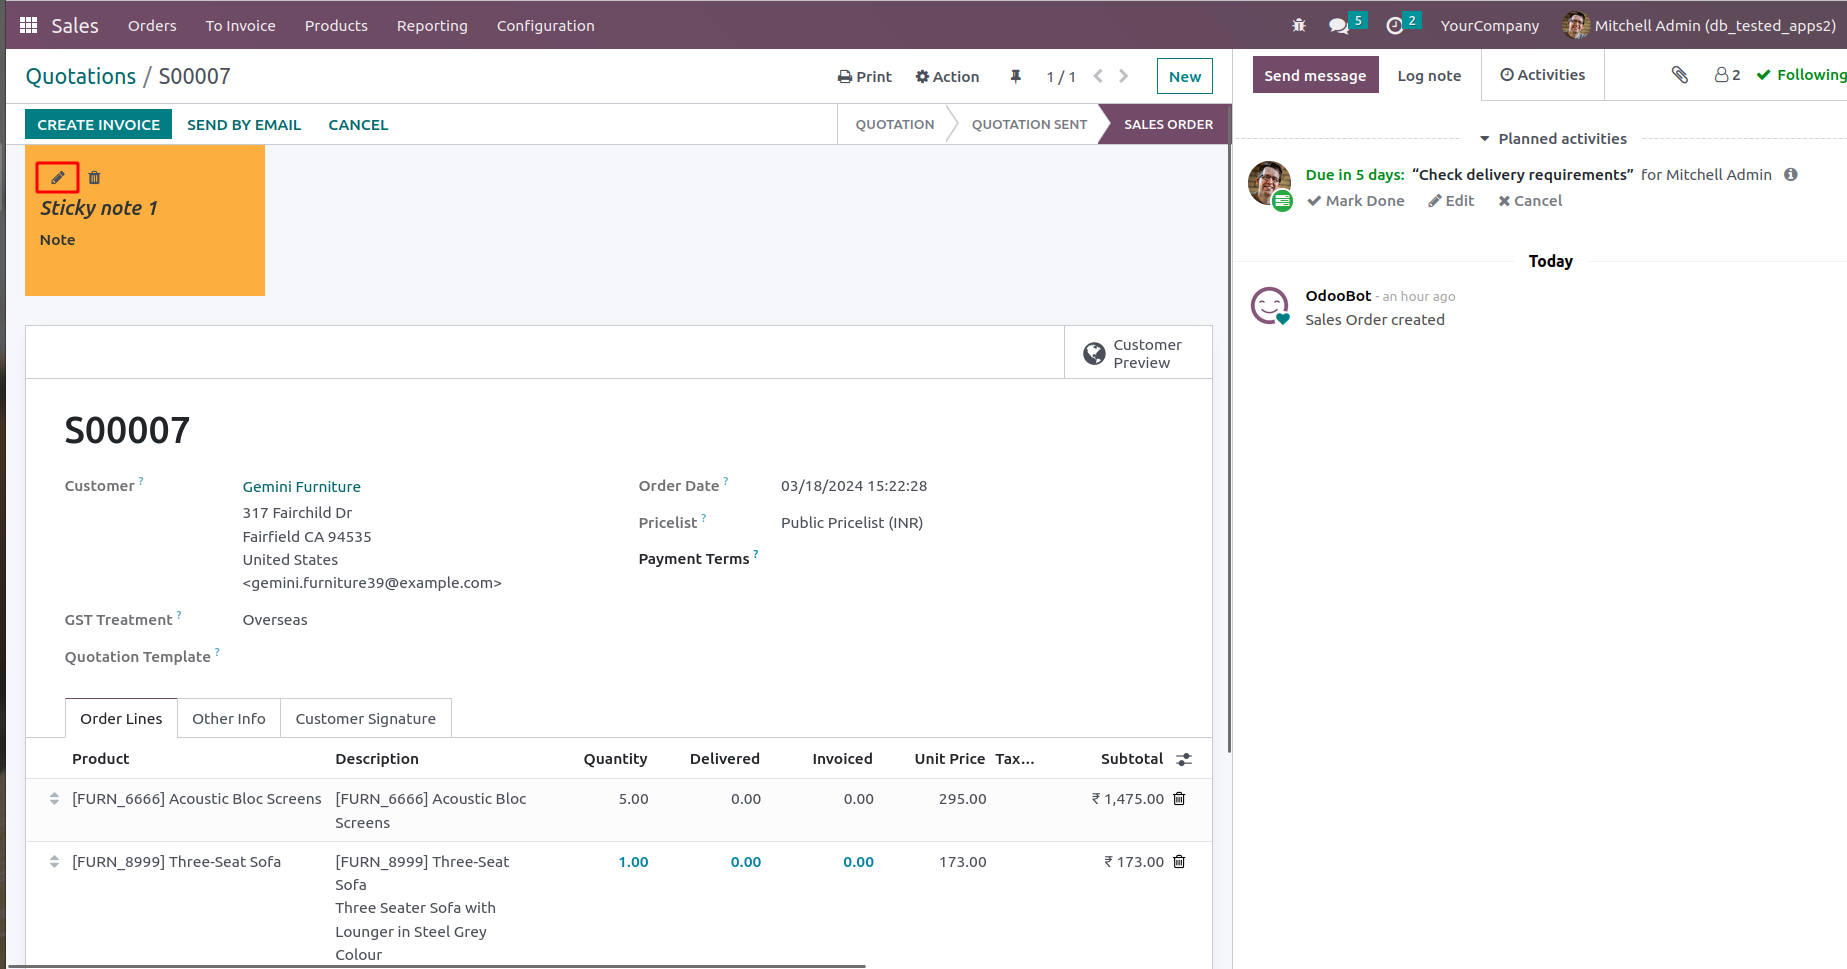 Sales Orders To Invoice Products Reporting Configuration 5 2 YourCompany Mitchell Admin (db_tested_apps2)
Quotations / S00007 Print Action 1 / 1 New
CREATE INVOICE SEND BY EMAIL CANCEL QUOTATION QUOTATION SENT SALES ORDER
Sticky note 1
Note
Customer
Preview
S00007
Customer ? Gemini Furniture
317 Fairchild Dr
Fairfield CA 94535
United States
<gemini.furniture39@example.com>
GST Treatment ? Overseas
Quotation Template ?
Order Date ? 03/18/2024 15:22:28
Pricelist ? Public Pricelist (INR)
Payment Terms ?
Order Lines Other Info Customer Signature
Product Description Quantity Delivered Invoiced Unit Price Tax... Subtotal
[FURN_6666] Acoustic Bloc Screens [FURN_6666] Acoustic Bloc 5.00 0.00 0.00 295.00 ₹ 1,475.00
Screens
[FURN_8999] Three-Seat Sofa [FURN_8999] Three-Seat 1.00 0.00 0.00 173.00 ₹ 173.00
Sofa
Three Seater Sofa with
Lounger in Steel Grey
Colour
Send message Log note Activities 2 Following
Planned activities
Due in 5 days: “Check delivery requirements” for Mitchell Admin
Mark Done Edit Cancel
Today
OdooBot - an hour ago
Sales Order created